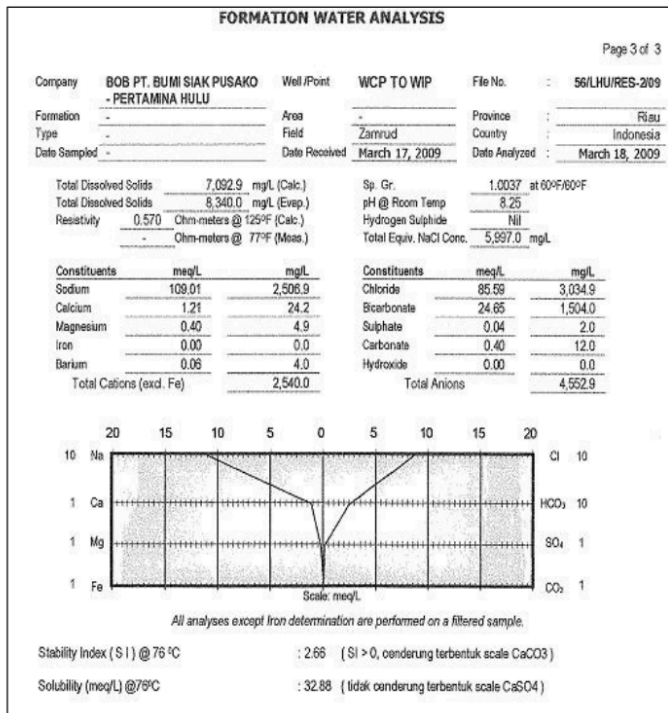 FORMATION WATER ANALYSIS
Page 3 of 3
Company BOB PT. BUMI SIAK PUSAKO - PERTAMINA HULU Well /Point WCP TO WIP File No. : 56/LHU/RES-2/09
Formation - Area - Province : Riau
Type - Field Zamrud Country : Indonesia
Date Sampled - Date Received March 17, 2009 Date Analyzed : March 18, 2009
Total Dissolved Solids 7,092.9 mg/L (Calc.) Sp. Gr. 1.0037 at 60ºF/60ºF
Total Dissolved Solids 8,340.0 mg/L (Evap.) pH @ Room Temp 8.25
Resistivity 0.570 Ohm-meters @ 125ºF (Calc.) Hydrogen Sulphide Nil
- Ohm-meters @ 77ºF (Meas.) Total Equiv. NaCl Conc. 5,997.0 mg/L
Constituents meq/L mg/L Constituents meq/L mg/L
Sodium 109.01 2,506.9 Chloride 85.59 3,034.9
Calcium 1.21 24.2 Bicarbonate 24.65 1,504.0
Magnesium 0.40 4.9 Sulphate 0.04 2.0
Iron 0.00 0.0 Carbonate 0.40 12.0
Barium 0.06 4.0 Hydroxide 0.00 0.0
Total Cations (excl. Fe) 2,540.0 Total Anions 4,552.9
20 15 10 5 0 5 10 15 20
10 Na Cl 10
1 Ca HCO₃ 10
1 Mg SO₄ 1
1 Fe CO₂ 1
Scale: meq/L
All analyses except Iron determination are performed on a filtered sample.
Stability Index ( S I ) @ 76 ºC : 2.66 ( SI > 0, cenderung terbentuk scale CaCO3 )
Solubility (meq/L) @76ºC : 32.88 ( tidak cenderung terbentuk scale CaSO4 )